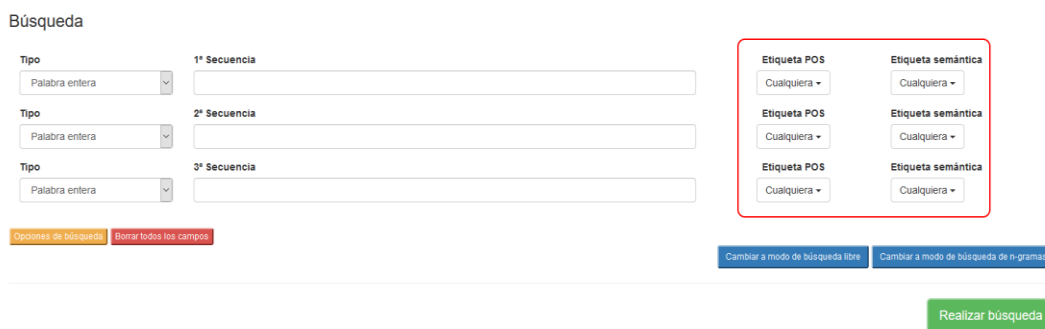 Búsqueda
Tipo 1ª Secuencia Etiqueta POS Etiqueta semántica
Palabra entera Cualquiera Cualquiera
Tipo 2ª Secuencia Etiqueta POS Etiqueta semántica
Palabra entera Cualquiera Cualquiera
Tipo 3ª Secuencia Etiqueta POS Etiqueta semántica
Palabra entera Cualquiera Cualquiera
Opciones de búsqueda Borrar todos los campos
Cambiar a modo de búsqueda libre Cambiar a modo de búsqueda de n-gramas
Realizar búsqueda